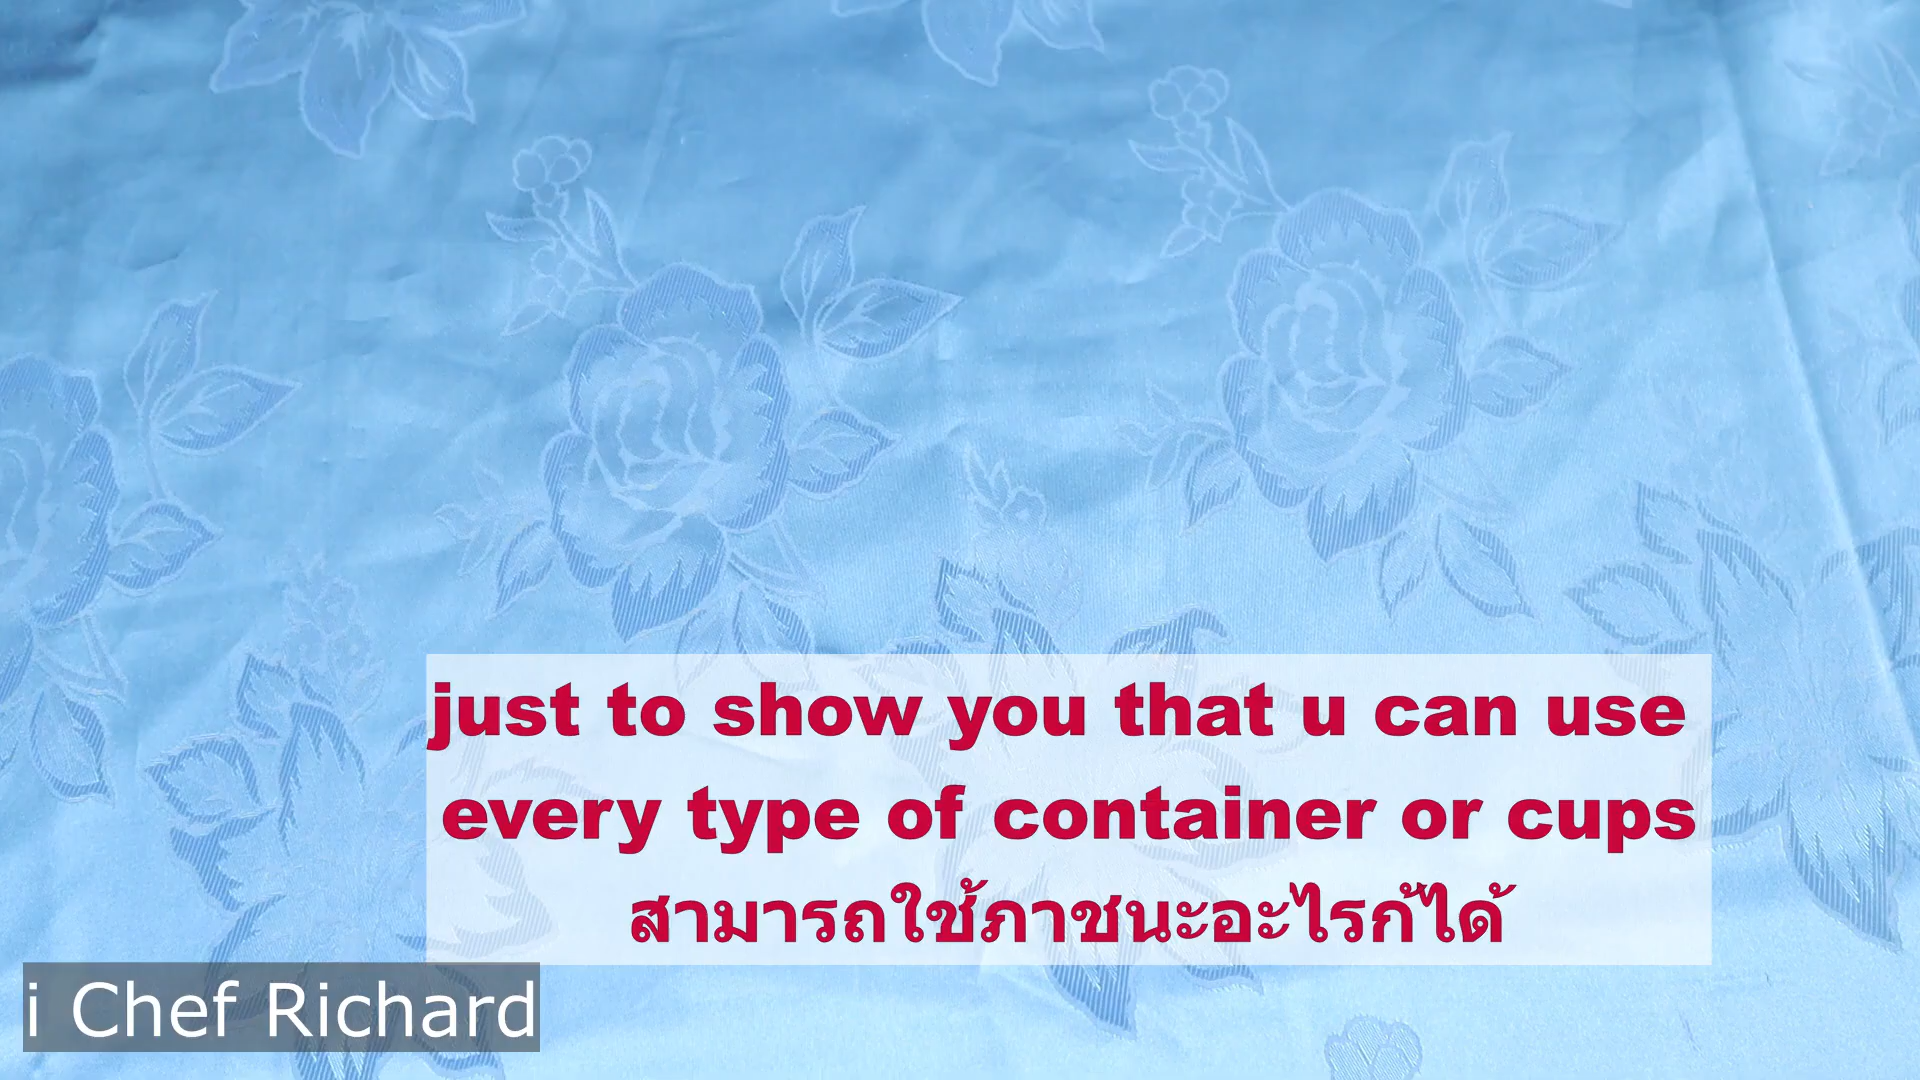 just to show you that u can use
every type of container or cups
สามารถใช้ภาชนะอะไรก้ได้
i Chef Richard